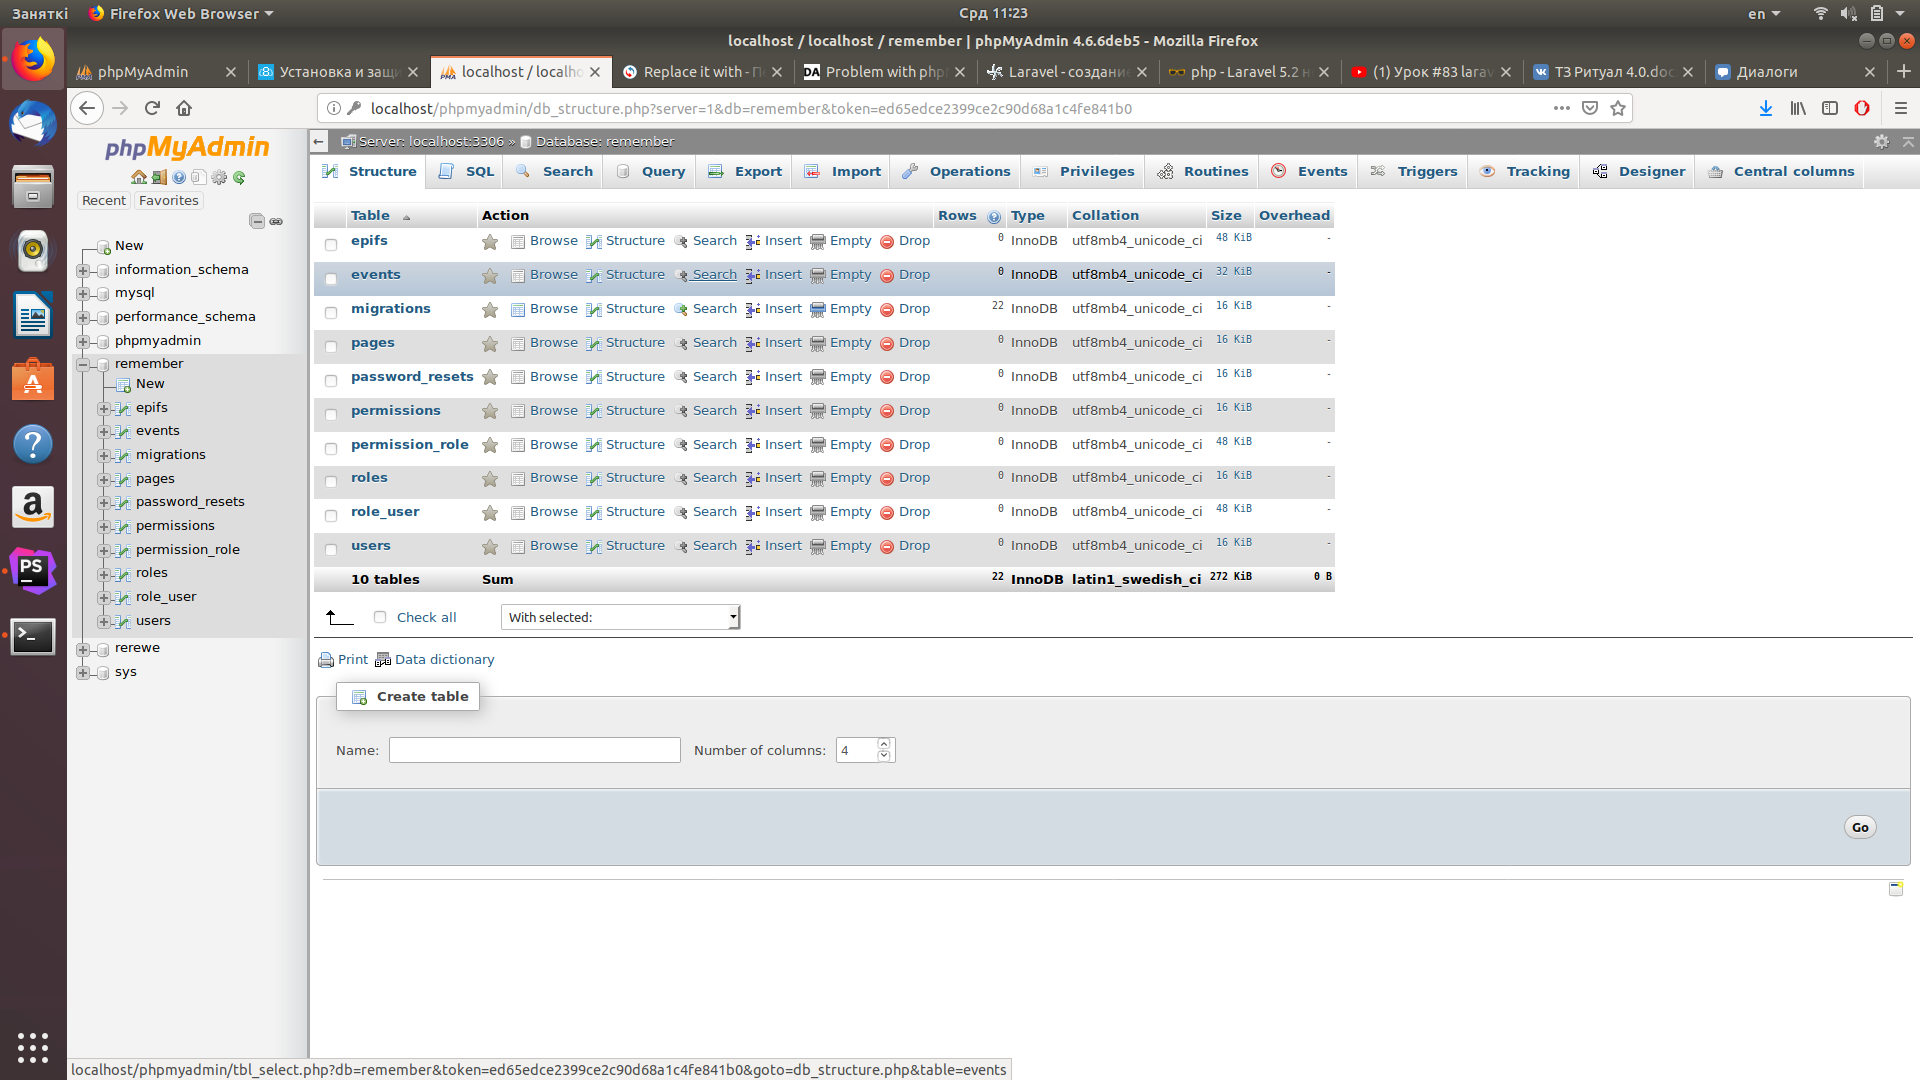 Заняткі
Firefox Web Browser
Срд 11:23
en
localhost / localhost / remember | phpMyAdmin 4.6.6deb5 - Mozilla Firefox
phpMyAdmin
Установка и защи
localhost / localho
Replace it with - П
Problem with php
Laravel - создание
php - Laravel 5.2 н
(1) Урок #83 larav
ТЗ Ритуал 4.0.doc
Диалоги
localhost/phpmyadmin/db_structure.php?server=1&db=remember&token=ed65edce2399ce2c90d68a1c4fe841b0
phpMyAdmin
Recent Favorites
New
information_schema
mysql
performance_schema
phpmyadmin
remember
New
epifs
events
migrations
pages
password_resets
permissions
permission_role
roles
role_user
users
rerewe
sys
Server: localhost:3306 » Database: remember
Structure SQL Search Query Export Import Operations Privileges Routines Events Triggers Tracking Designer Central columns
Table Action Rows Type Collation Size Overhead
epifs Browse Structure Search Insert Empty Drop 0 InnoDB utf8mb4_unicode_ci 48 KiB -
events Browse Structure Search Insert Empty Drop 0 InnoDB utf8mb4_unicode_ci 32 KiB -
migrations Browse Structure Search Insert Empty Drop 22 InnoDB utf8mb4_unicode_ci 16 KiB -
pages Browse Structure Search Insert Empty Drop 0 InnoDB utf8mb4_unicode_ci 16 KiB -
password_resets Browse Structure Search Insert Empty Drop 0 InnoDB utf8mb4_unicode_ci 16 KiB -
permissions Browse Structure Search Insert Empty Drop 0 InnoDB utf8mb4_unicode_ci 16 KiB -
permission_role Browse Structure Search Insert Empty Drop 0 InnoDB utf8mb4_unicode_ci 48 KiB -
roles Browse Structure Search Insert Empty Drop 0 InnoDB utf8mb4_unicode_ci 16 KiB -
role_user Browse Structure Search Insert Empty Drop 0 InnoDB utf8mb4_unicode_ci 48 KiB -
users Browse Structure Search Insert Empty Drop 0 InnoDB utf8mb4_unicode_ci 16 KiB -
10 tables Sum 22 InnoDB latin1_swedish_ci 272 KiB 0 B
Check all With selected:
Print Data dictionary
Create table
Name: Number of columns: 4
Go
localhost/phpmyadmin/tbl_select.php?db=remember&token=ed65edce2399ce2c90d68a1c4fe841b0&goto=db_structure.php&table=events